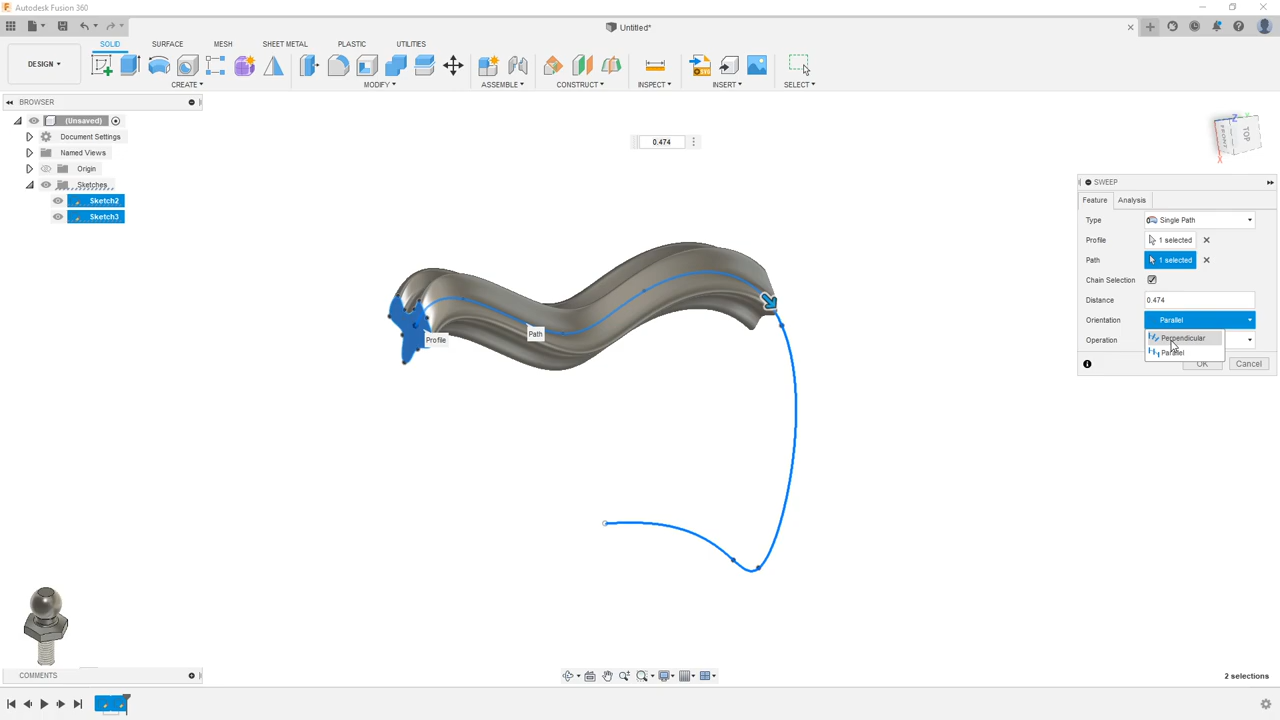 Autodesk Fusion 360
Untitled*
SOLID SURFACE MESH SHEET METAL PLASTIC UTILITIES
DESIGN
CREATE MODIFY ASSEMBLE CONSTRUCT INSPECT INSERT SELECT
BROWSER
(Unsaved)
Document Settings
Named Views
Origin
Sketches
Sketch2
Sketch3
0.474
FRONT
TOP
Z
X
Profile
Path
SWEEP
Feature Analysis
Type Single Path
Profile 1 selected
Path 1 selected
Chain Selection
Distance 0.474
Orientation Parallel
Perpendicular
Operation
Parallel
OK Cancel
COMMENTS
2 selections